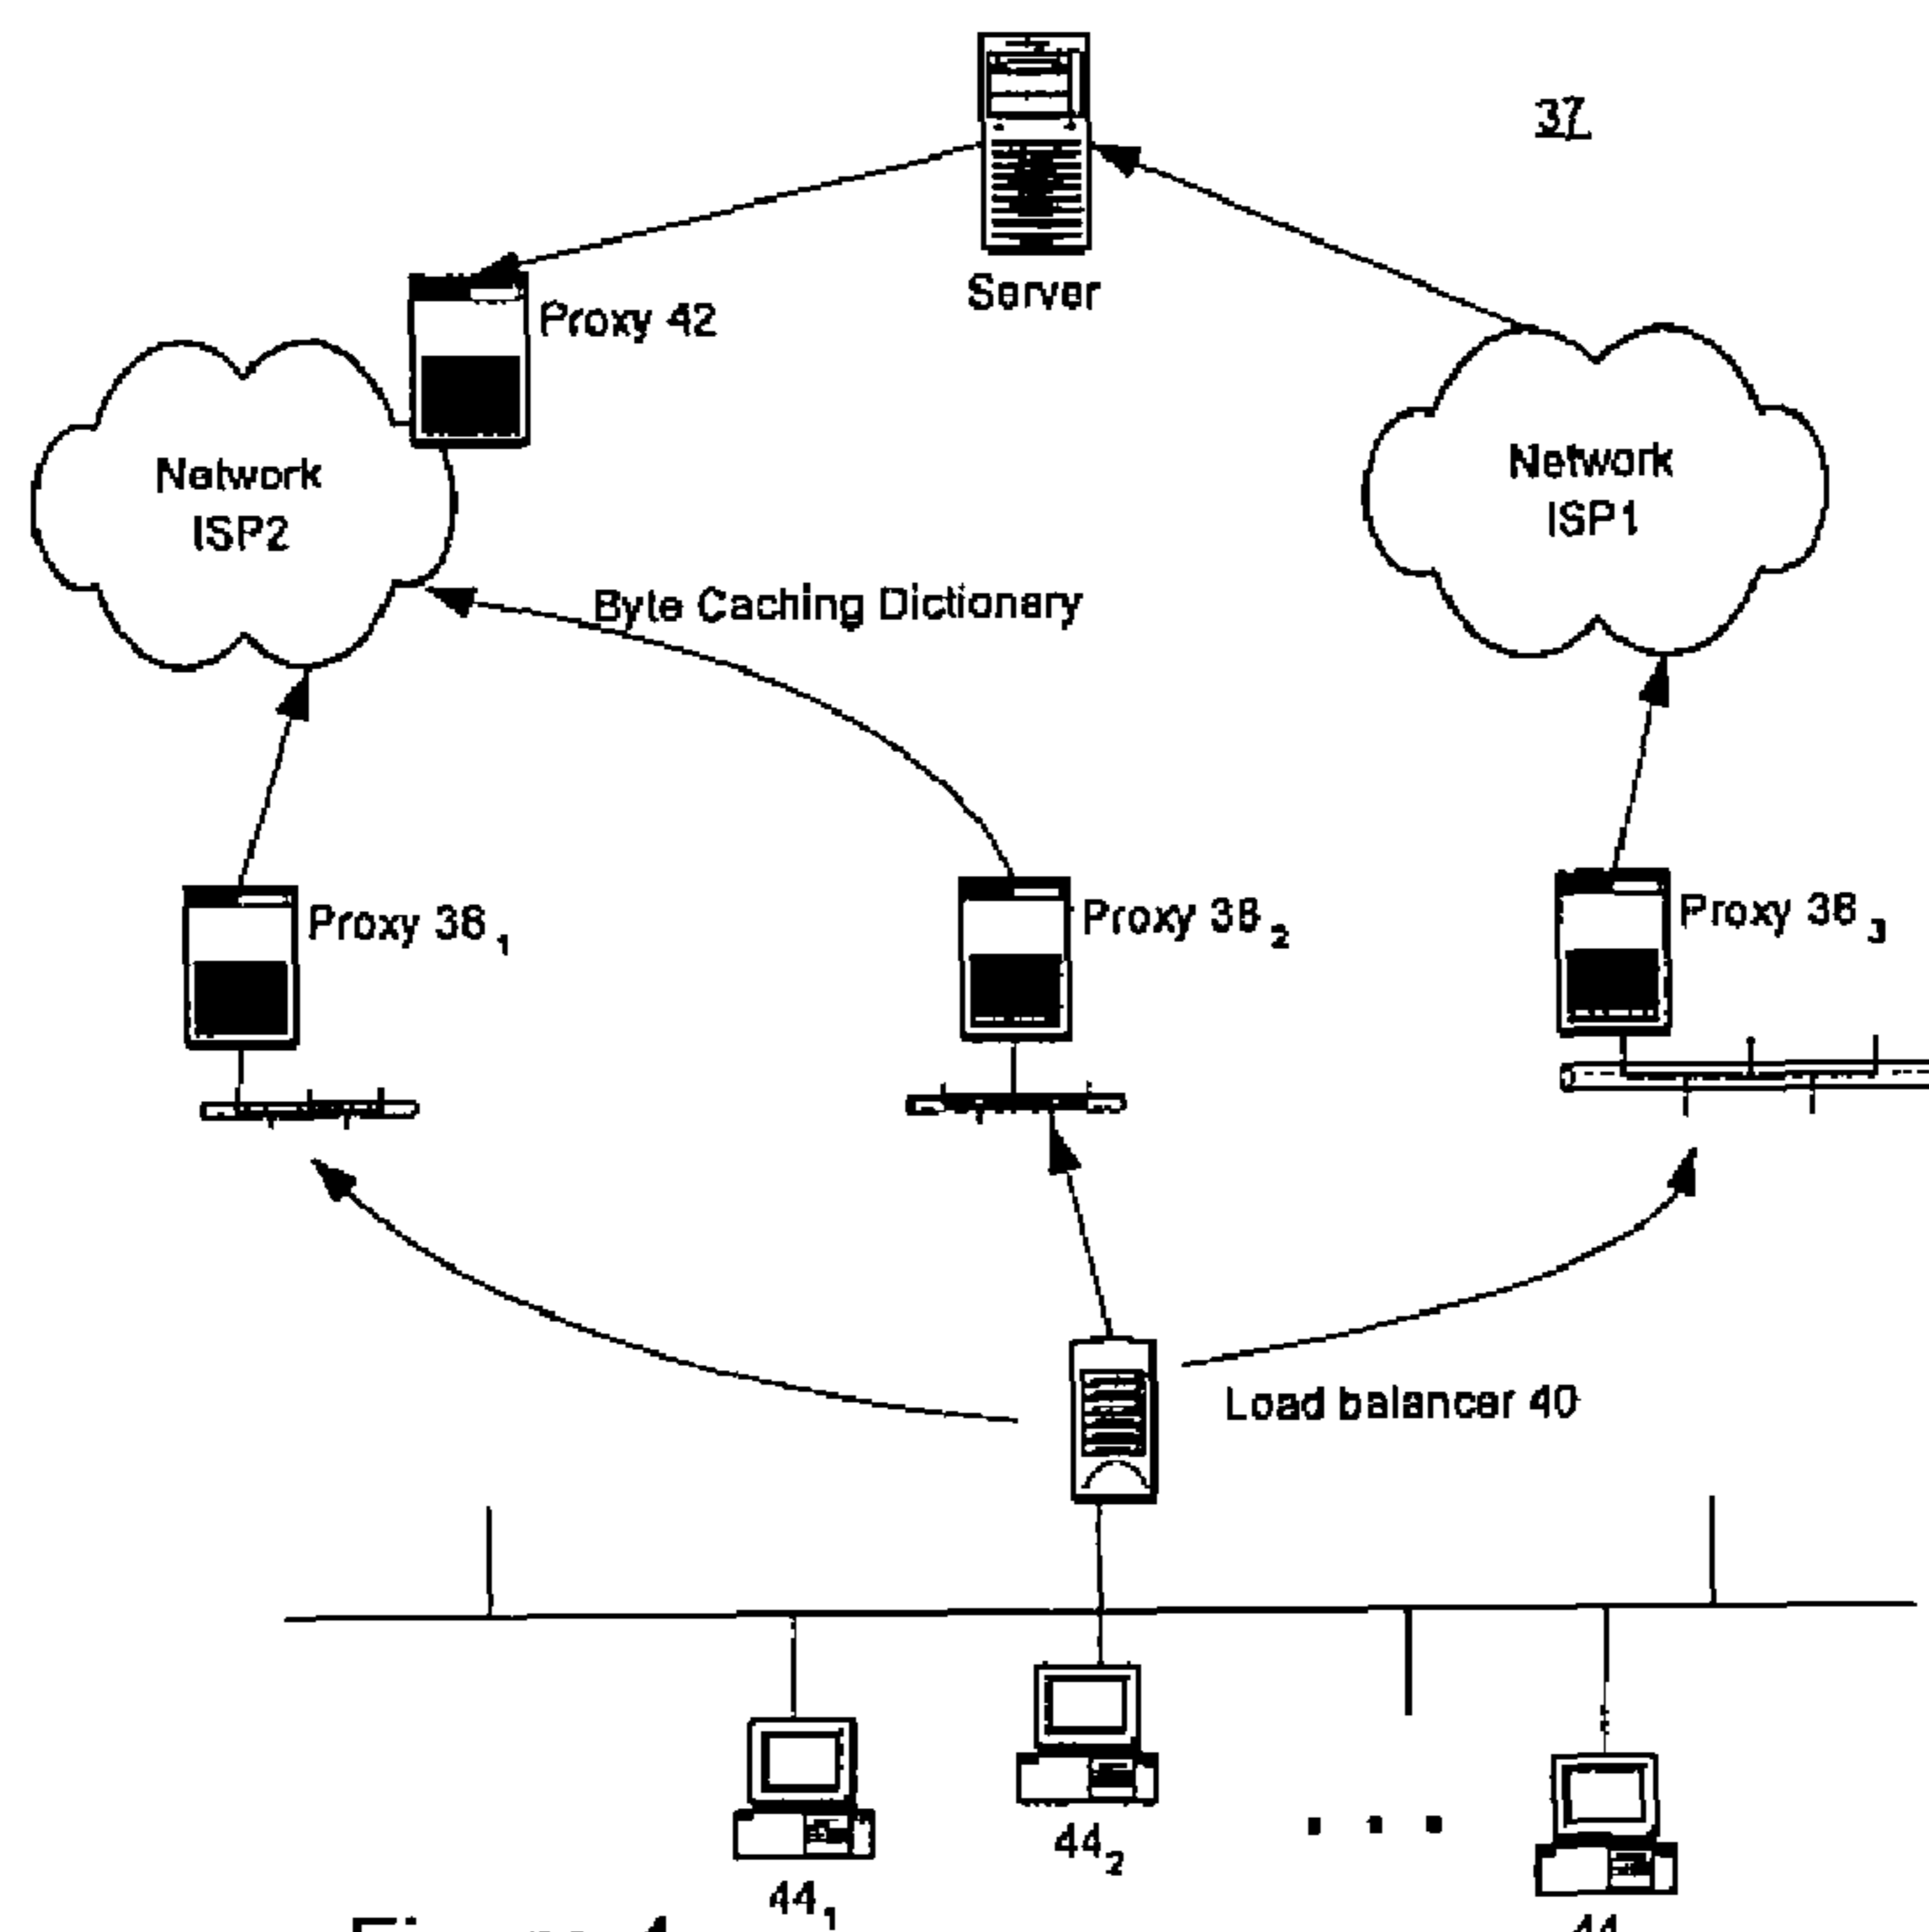 37
Server
Proxy 42
Network
ISP2
Network
ISP1
Byte Caching Dictionary
Proxy 38 1
Proxy 38 2
Proxy 38 3
Load balancer 40
44 1
44 2
. . .
44